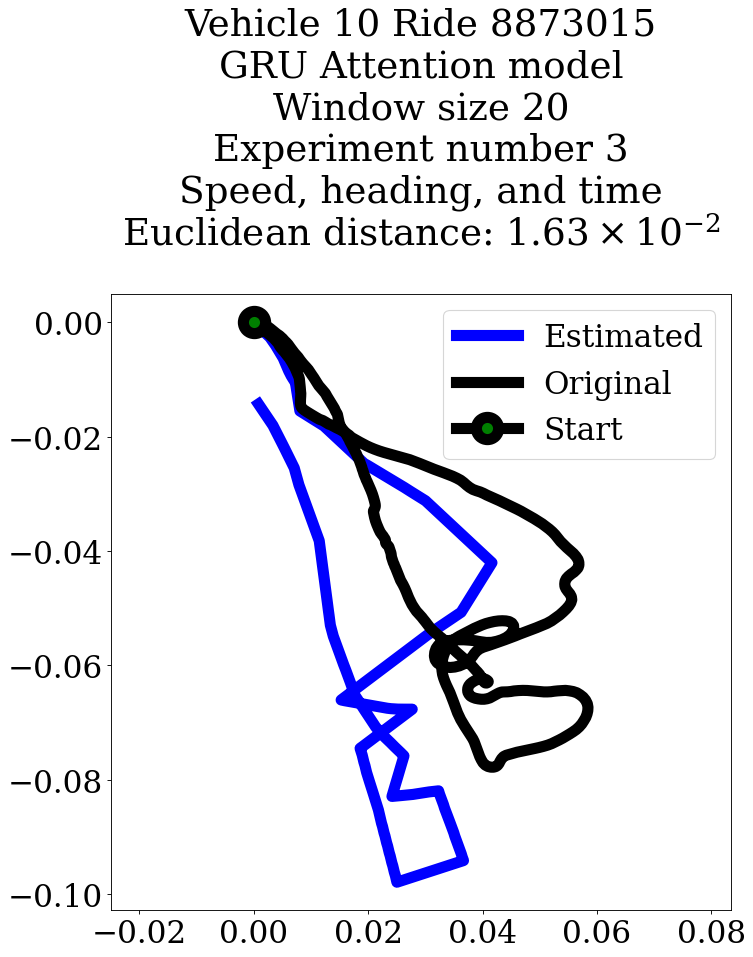 Vehicle 10 Ride 8873015
GRU Attention model
Window size 20
Experiment number 3
Speed, heading, and time
Euclidean distance: 1.63 × 10⁻²
Estimated
Original
Start
0.00
−0.02
−0.04
−0.06
−0.08
−0.10
−0.02 0.00 0.02 0.04 0.06 0.08